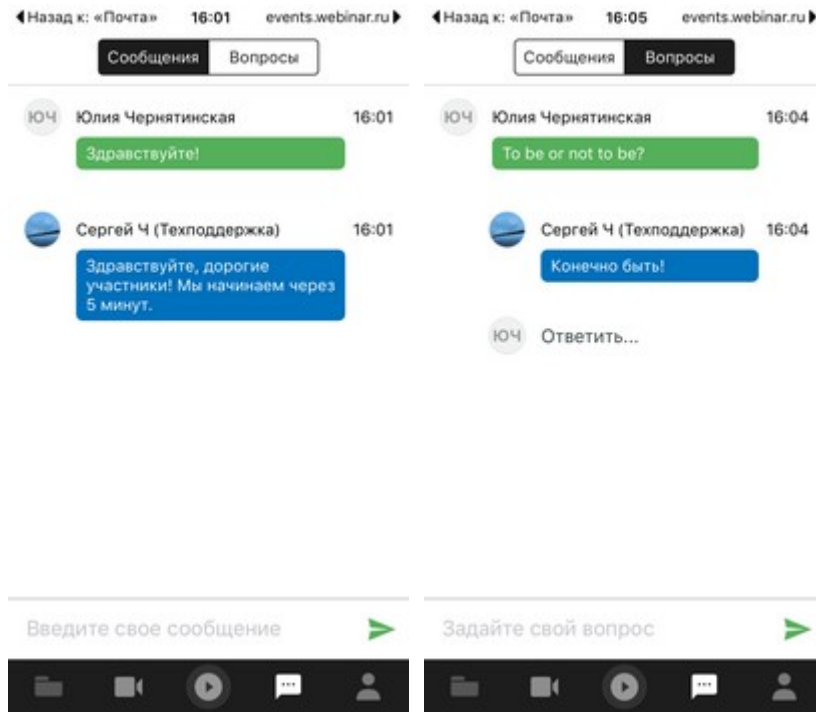 Назад к: «Почта» 16:01 events.webinar.ru
Сообщения Вопросы
ЮЧ Юлия Чернятинская 16:01
Здравствуйте!
Сергей Ч (Техподдержка) 16:01
Здравствуйте, дорогие
участники! Мы начинаем через
5 минут.
Введите свое сообщение
Назад к: «Почта» 16:05 events.webinar.ru
Сообщения Вопросы
ЮЧ Юлия Чернятинская 16:04
To be or not to be?
Сергей Ч (Техподдержка) 16:04
Конечно быть!
ЮЧ Ответить...
Задайте свой вопрос